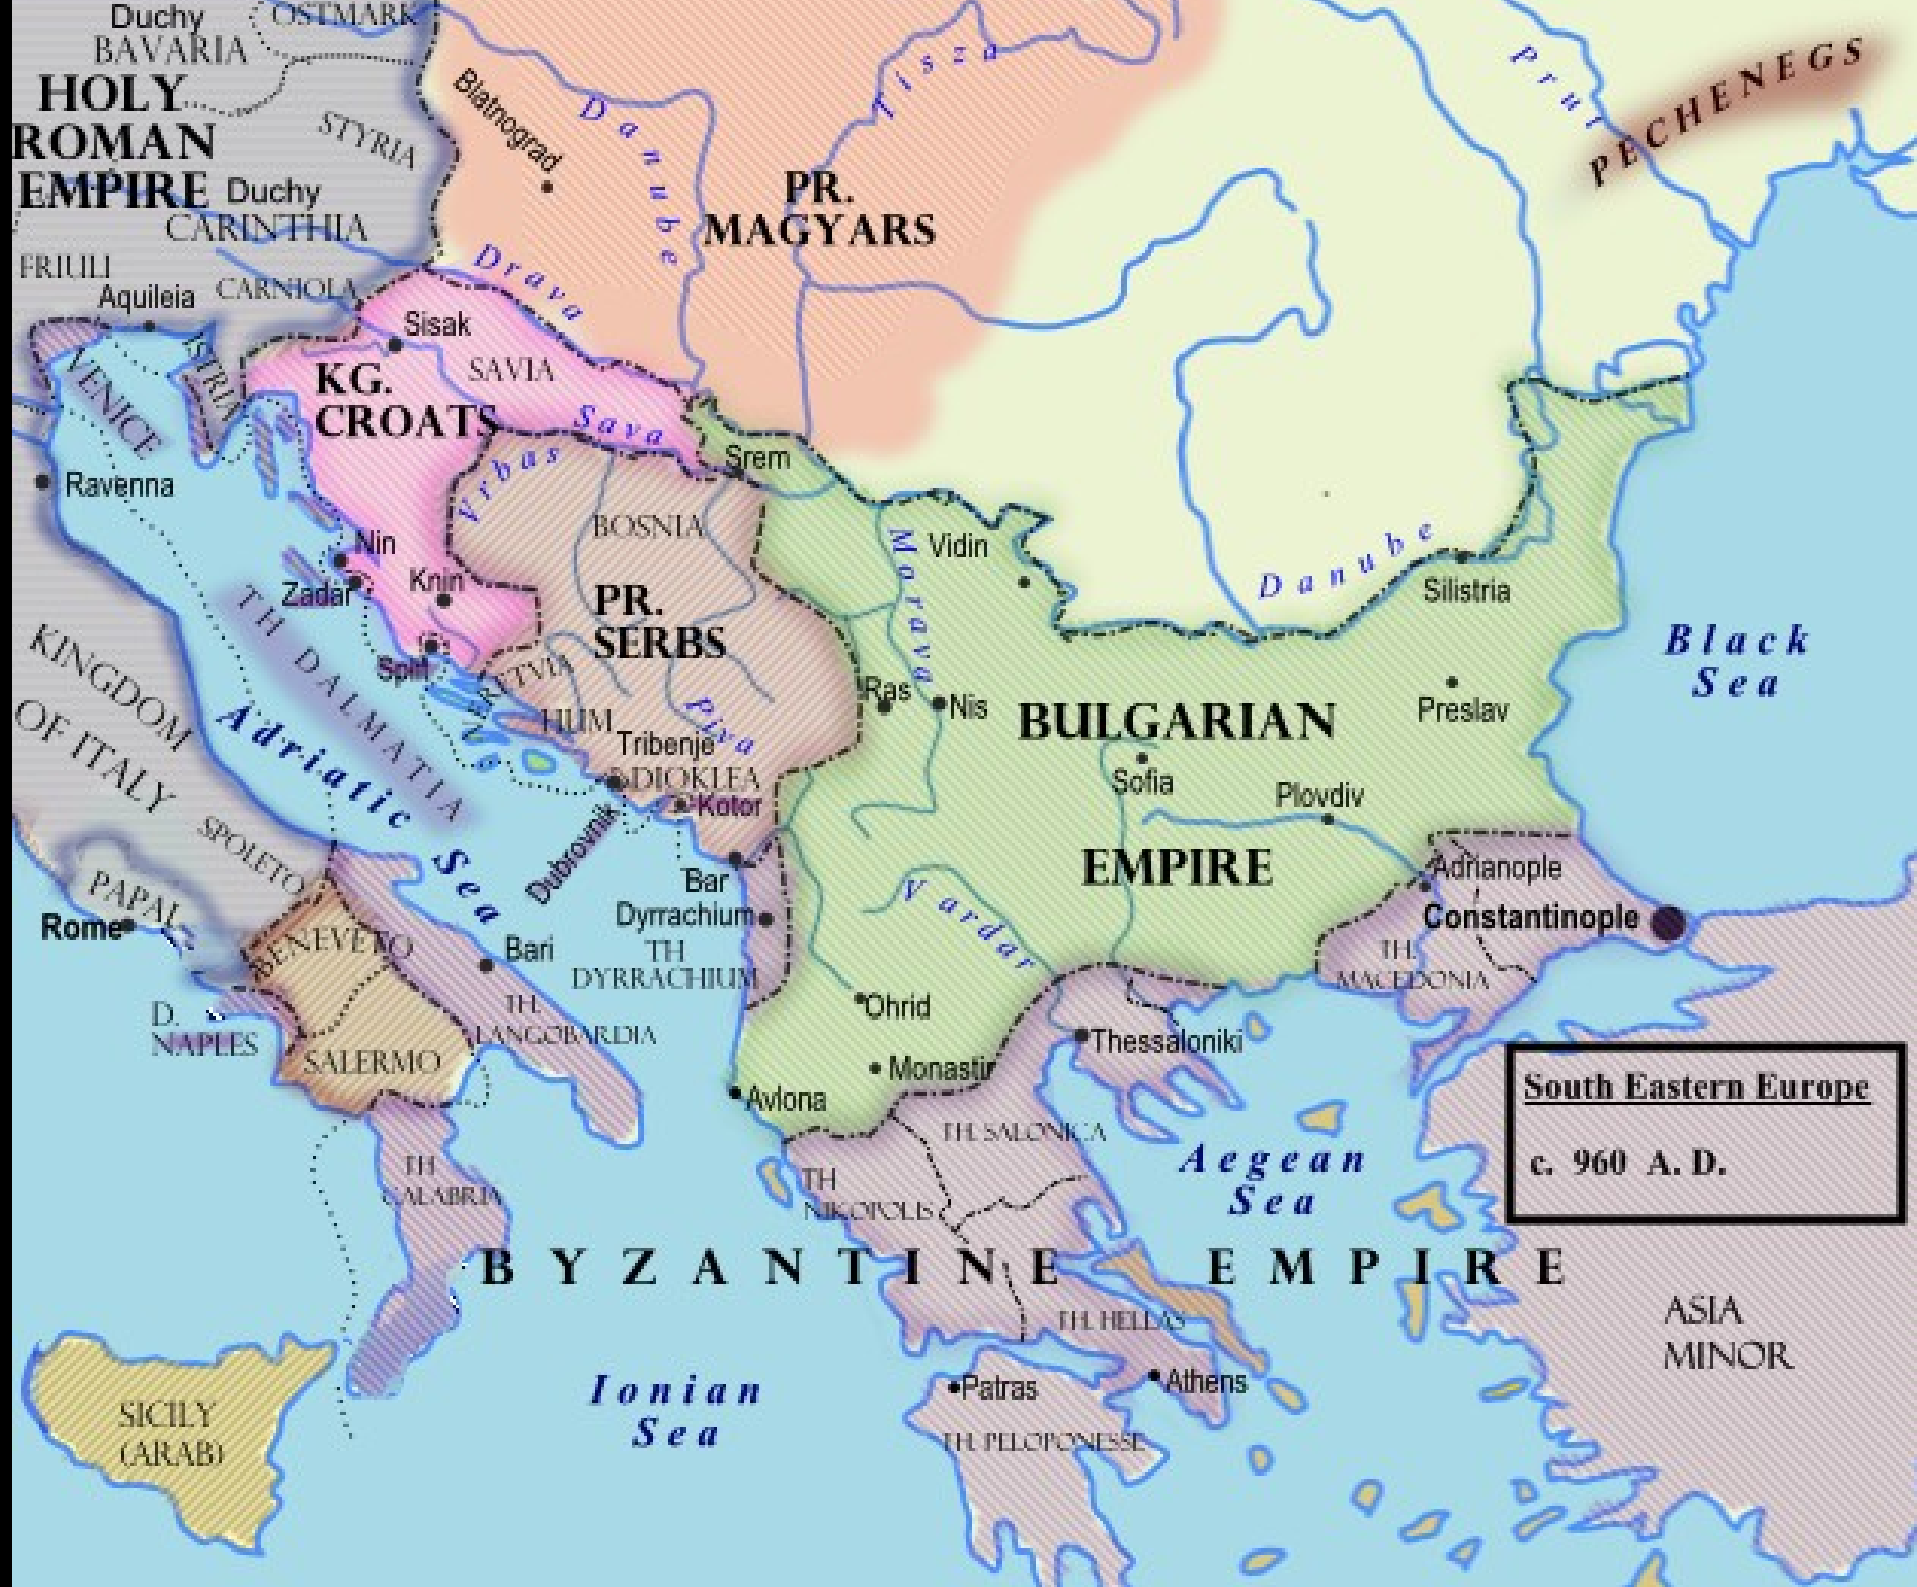 Duchy
BAVARIA
OSTMARK
HOLY
ROMAN
EMPIRE
STYRIA
Duchy
CARINTHIA
FRIULI
Aquileia
CARNIOLA
ISTRIA
VENICE
Ravenna
Blatnograd
Danube
Tisza
Prut
PECHENEGS
PR.
MAGYARS
Drava
Sisak
SAVIA
KG.
CROATS
Sava
Srem
Vrbas
BOSNIA
Nin
Zadar
Knin
Split
PR.
SERBS
Morava
Vidin
Danube
Silistria
Black
Sea
TH DALMATIA
Adriatic Sea
KINGDOM
OF ITALY
SPOLETO
PAPAL
Rome
HUM
Piva
Tribenje
DIOKLEA
Kotor
Dubrovnik
Ras
Nis
BULGARIAN
EMPIRE
Preslav
Sofia
Plovdiv
Adrianople
Constantinople
TH.
MACEDONIA
Bar
Dyrrachium
TH
DYRRACHIUM
Vardar
Ohrid
Monastir
Avlona
Thessaloniki
BENEVETO
Bari
D.
NAPLES
SALERMO
TH.
LANGOBARDIA
TH
CALABRIA
TH. SALONICA
TH
NIKOPOLIS
Aegean
Sea
South Eastern Europe
c. 960 A. D.
BYZANTINE EMPIRE
TH. HELLAS
ASIA
MINOR
Ionian
Sea
Patras
Athens
TH. PELOPONESSE
SICILY
(ARAB)